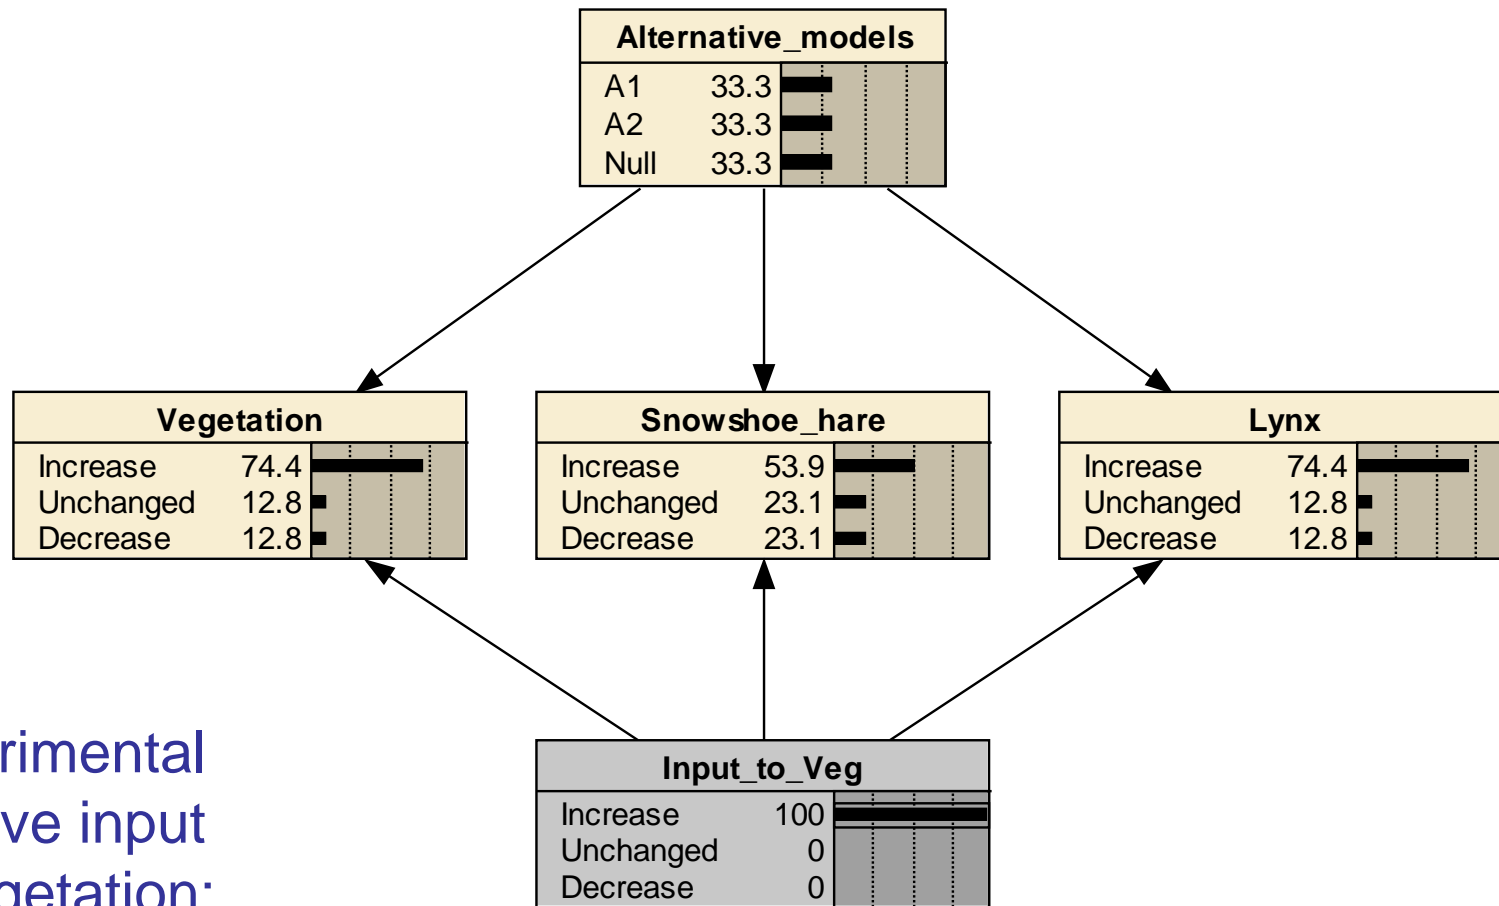 Alternative_models
A1 33.3
A2 33.3
Null 33.3
Vegetation
Increase 74.4
Unchanged 12.8
Decrease 12.8
Snowshoe_hare
Increase 53.9
Unchanged 23.1
Decrease 23.1
Lynx
Increase 74.4
Unchanged 12.8
Decrease 12.8
Input_to_Veg
Increase 100
Unchanged 0
Decrease 0
input